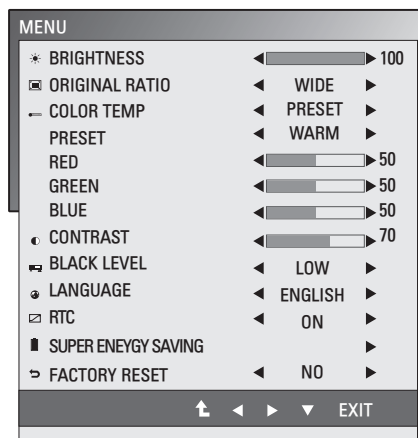 MENU
BRIGHTNESS 100
ORIGINAL RATIO WIDE
COLOR TEMP PRESET
PRESET WARM
RED 50
GREEN 50
BLUE 50
CONTRAST 70
BLACK LEVEL LOW
LANGUAGE ENGLISH
RTC ON
SUPER ENEYGY SAVING
FACTORY RESET NO
EXIT